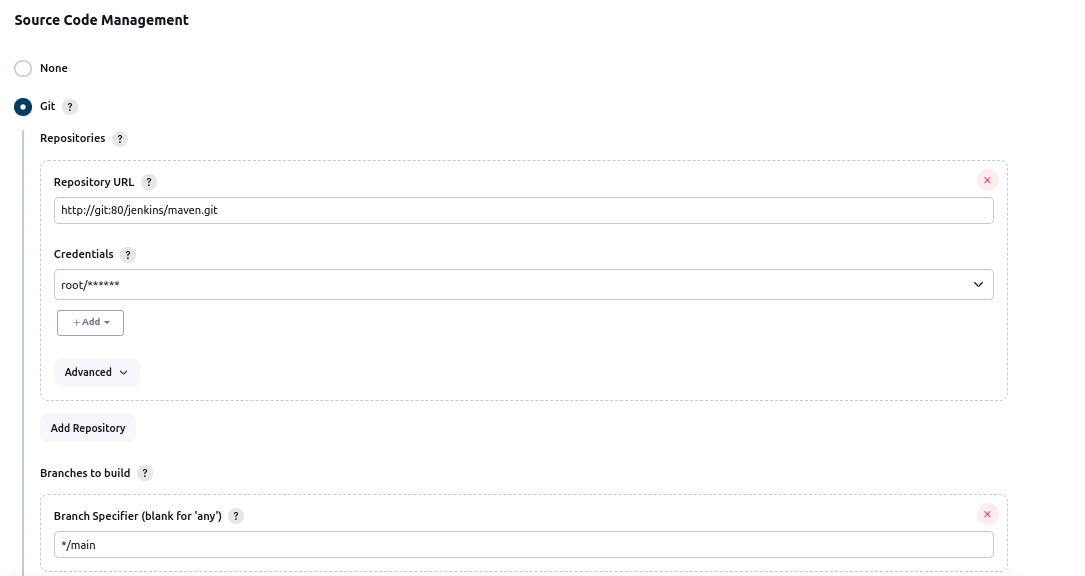 Source Code Management
None
Git ?
Repositories ?
Repository URL ?
http://git:80/jenkins/maven.git
Credentials ?
root/******
+ Add
Advanced
Add Repository
Branches to build ?
Branch Specifier (blank for 'any') ?
*/main